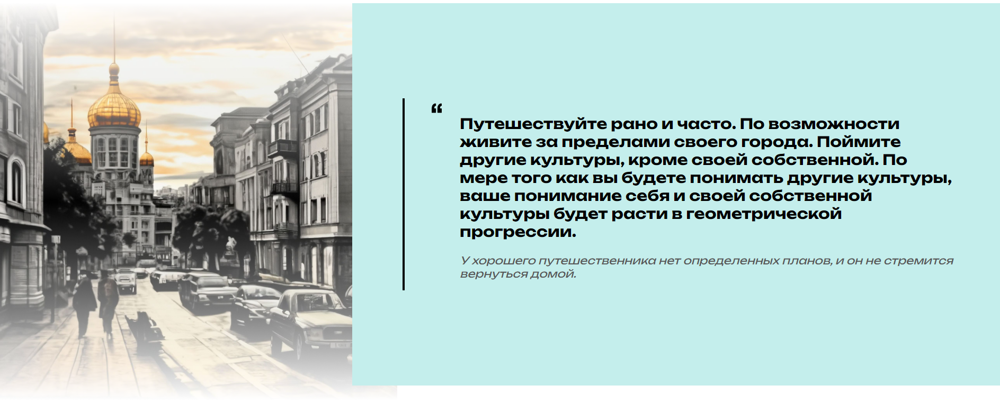 “
Путешествуйте рано и часто. По возможности
живите за пределами своего города. Поймите
другие культуры, кроме своей собственной. По
мере того как вы будете понимать другие культуры,
ваше понимание себя и своей собственной
культуры будет расти в геометрической
прогрессии.
У хорошего путешественника нет определенных планов, и он не стремится
вернуться домой.